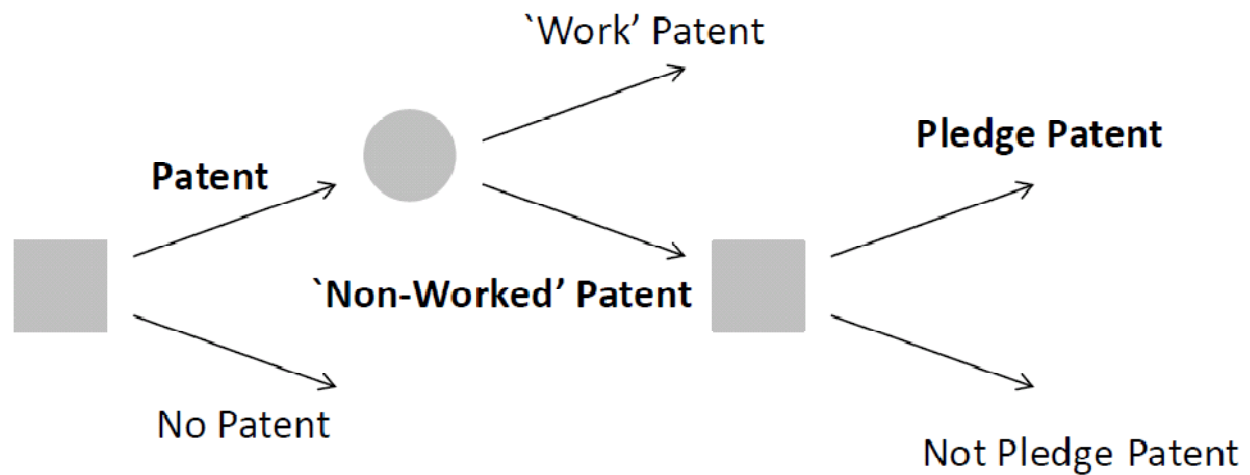 `Work’ Patent
Pledge Patent
Patent
`Non-Worked’ Patent
No Patent
Not Pledge Patent